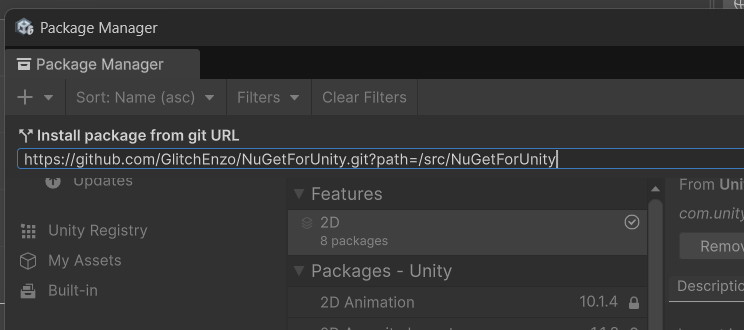 Package Manager
Package Manager
Sort: Name (asc)
Filters
Clear Filters
Install package from git URL
https://github.com/GlitchEnzo/NuGetForUnity.git?path=/src/NuGetForUnity
Updates
Unity Registry
My Assets
Built-in
Features
2D
8 packages
Packages - Unity
2D Animation 10.1.4
From Uni
com.unity
Remov
Descriptio